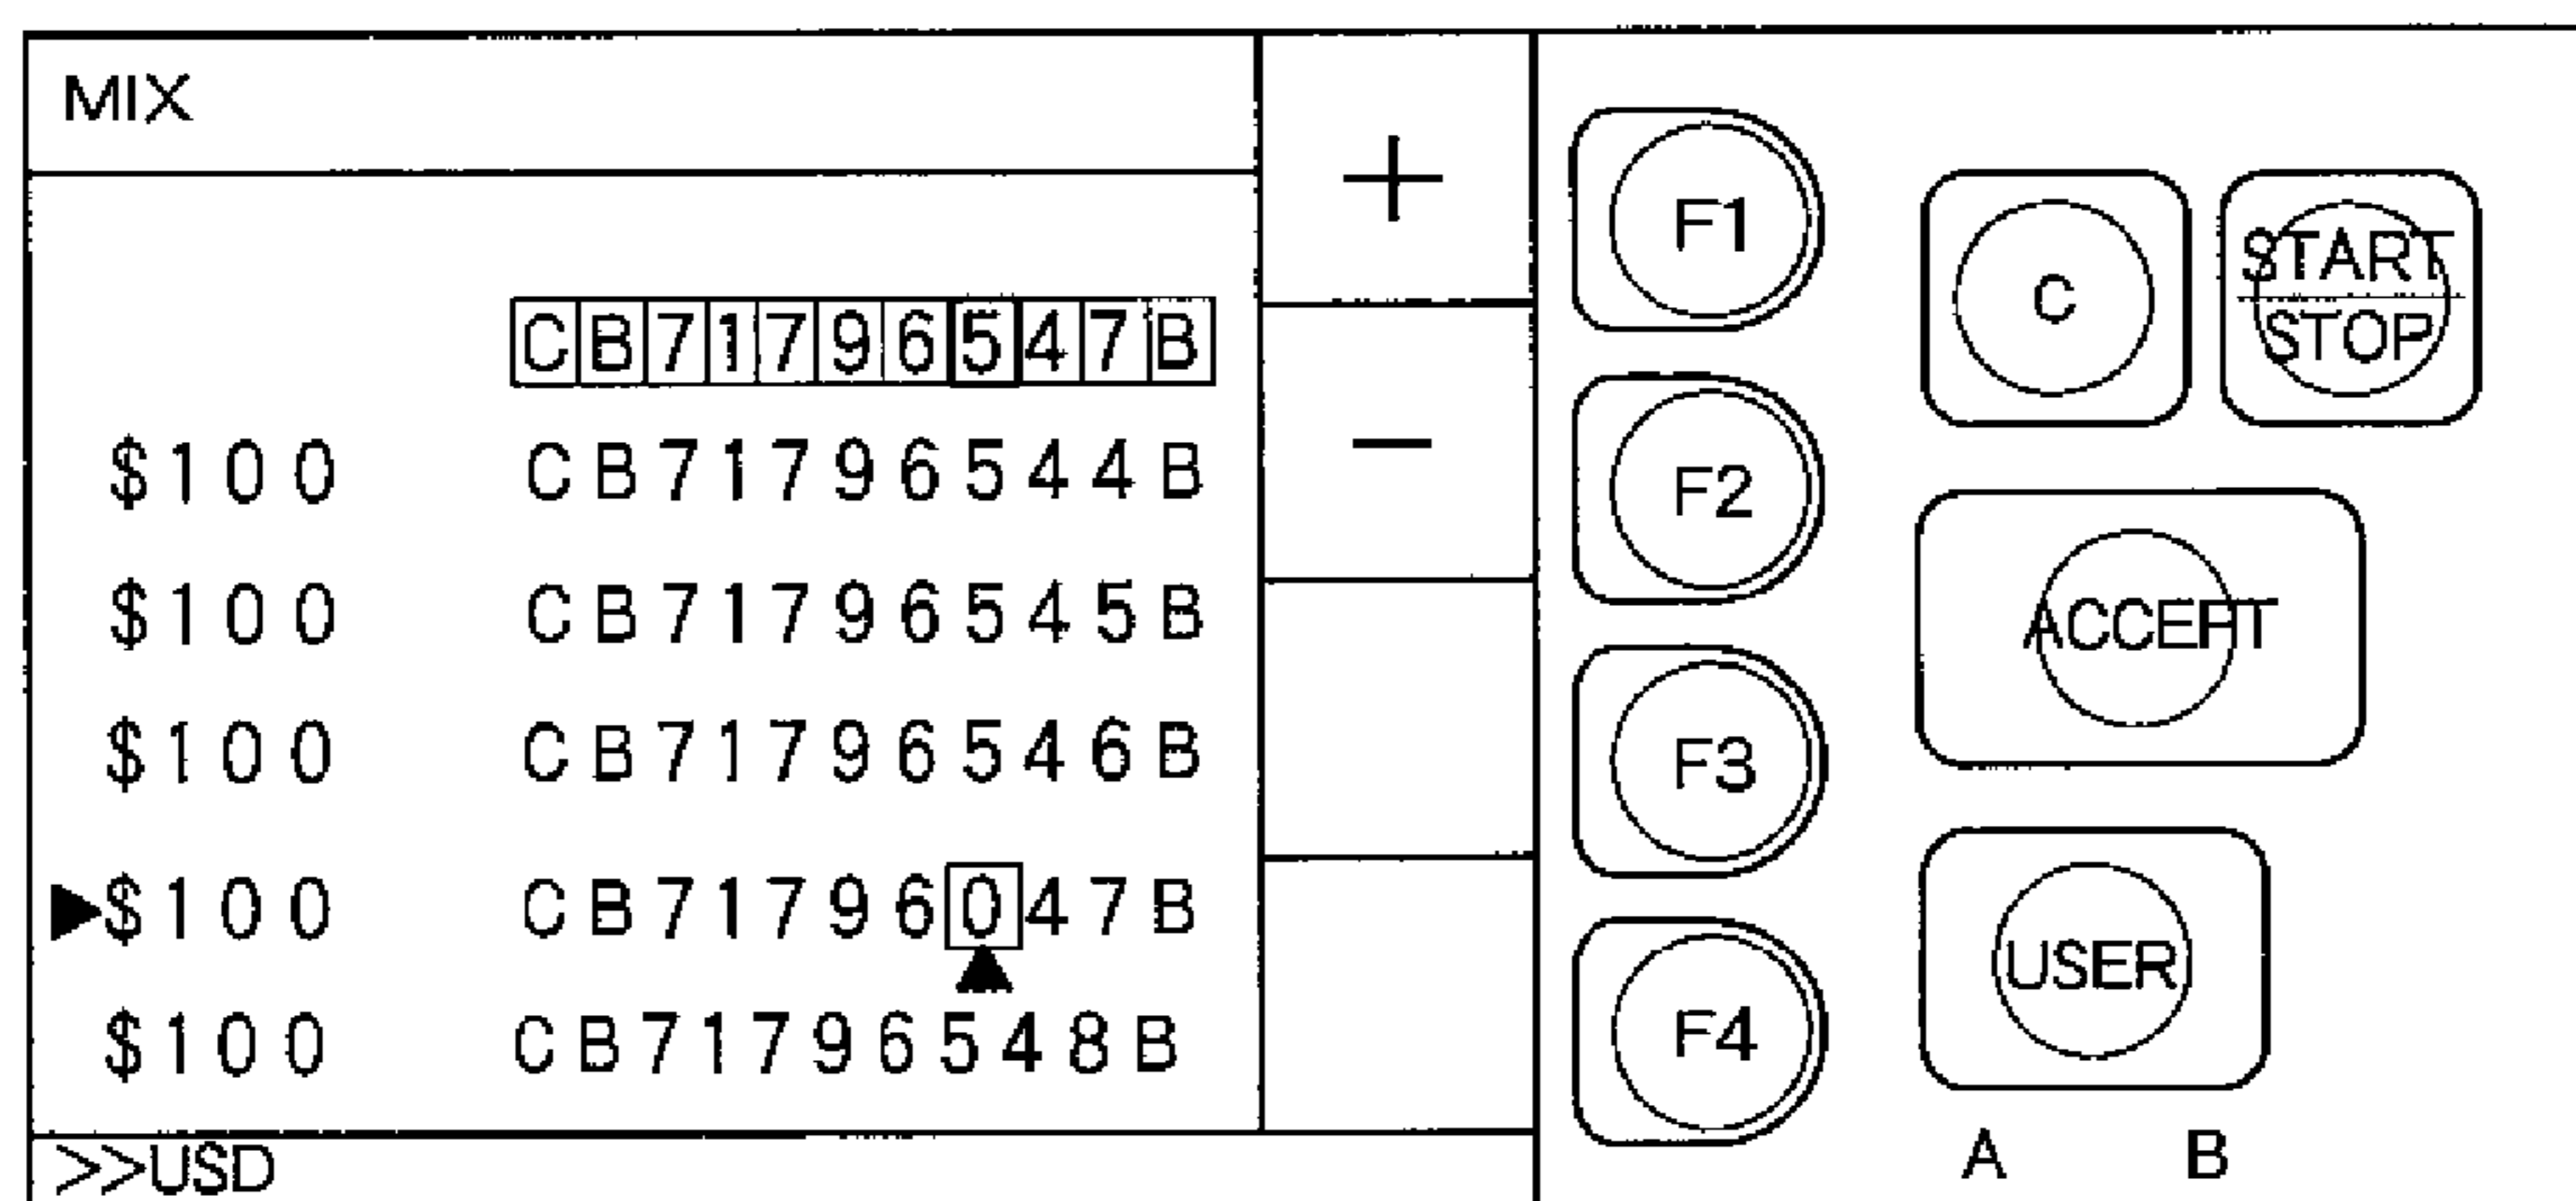 MIX
CB71796547B
$100 CB71796544B
$100 CB71796545B
$100 CB71796546B
▶$100 CB71796047B
▲
$100 CB71796548B
>>USD
+
−
F1
F2
F3
F4
C
START
STOP
ACCEPT
USER
A B